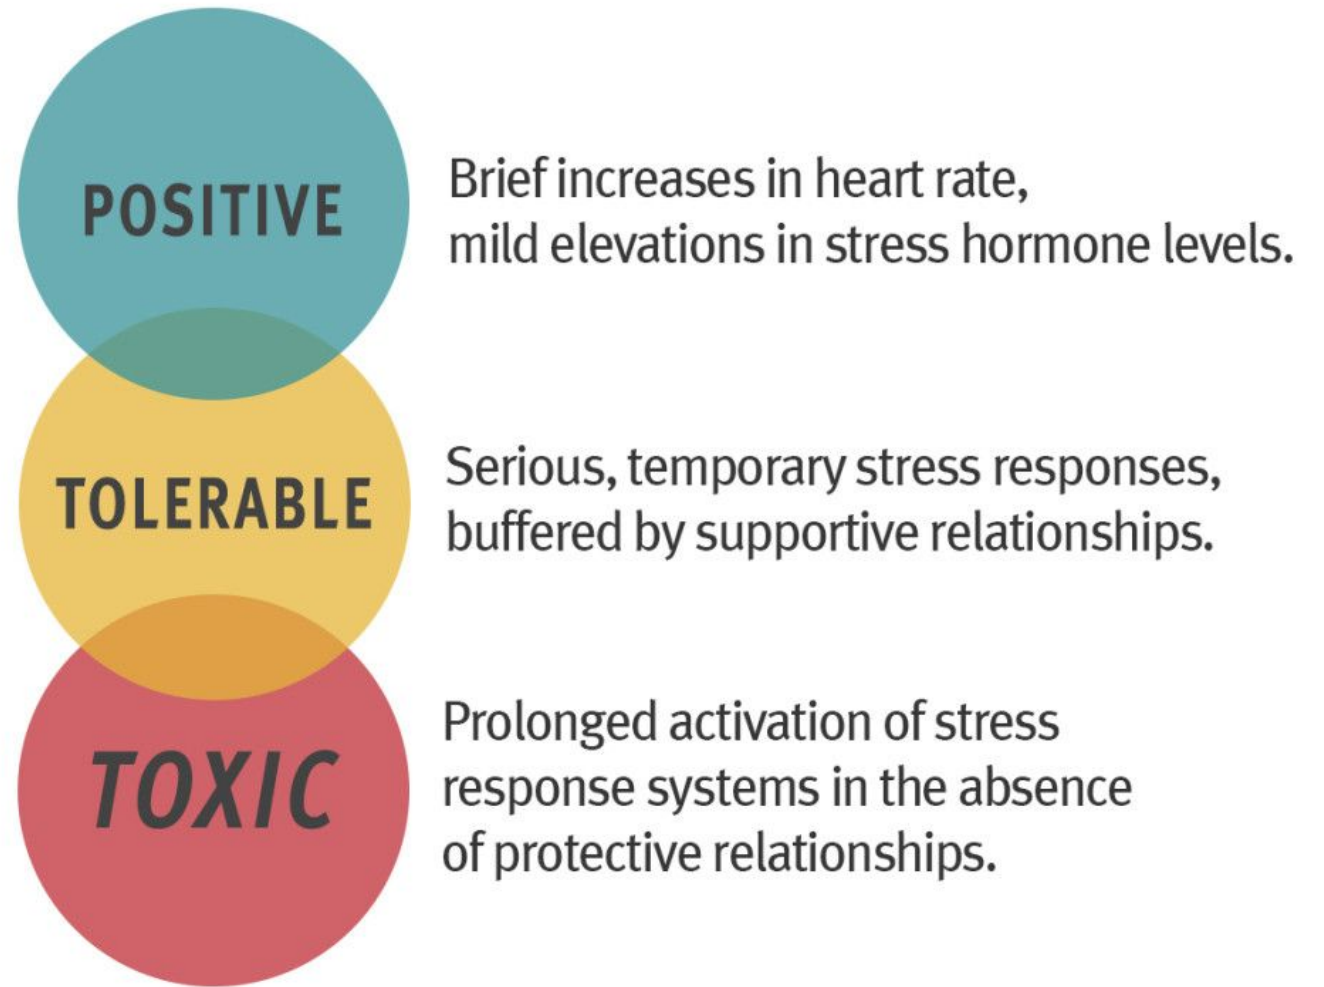 POSITIVE
Brief increases in heart rate,
mild elevations in stress hormone levels.
TOLERABLE
Serious, temporary stress responses,
buffered by supportive relationships.
TOXIC
Prolonged activation of stress
response systems in the absence
of protective relationships.